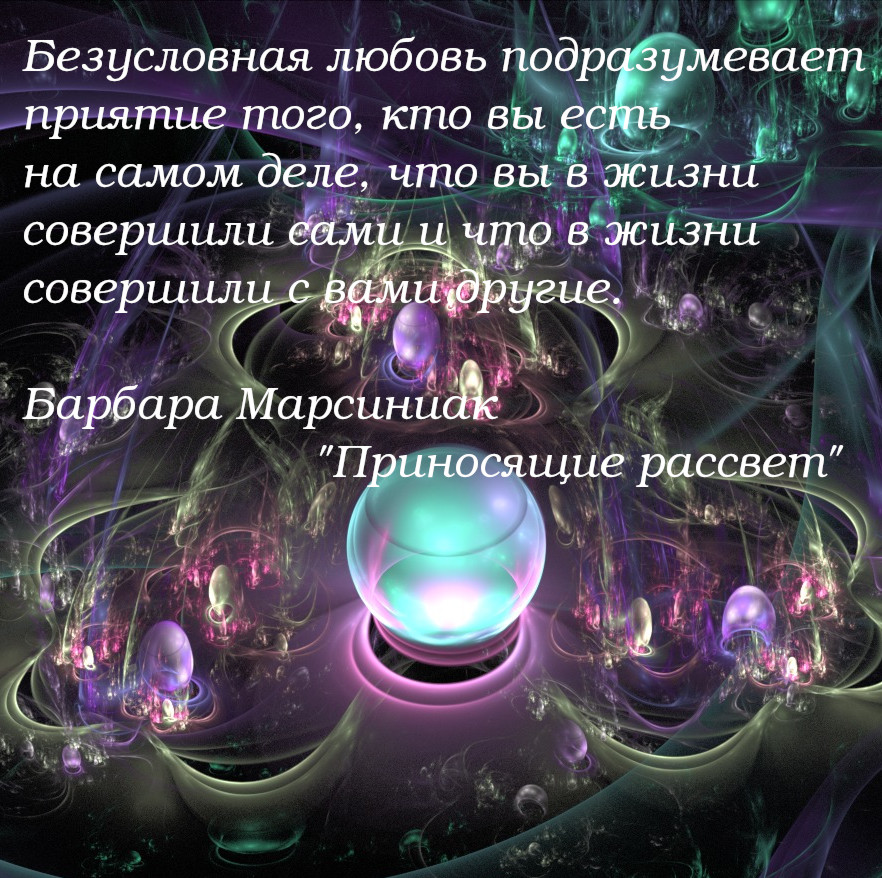 Безусловная любовь подразумевает
приятие того, кто вы есть
на самом деле, что вы в жизни
совершили сами и что в жизни
совершили с вами другие.
Барбара Марсиниак
"Приносящие рассвет"